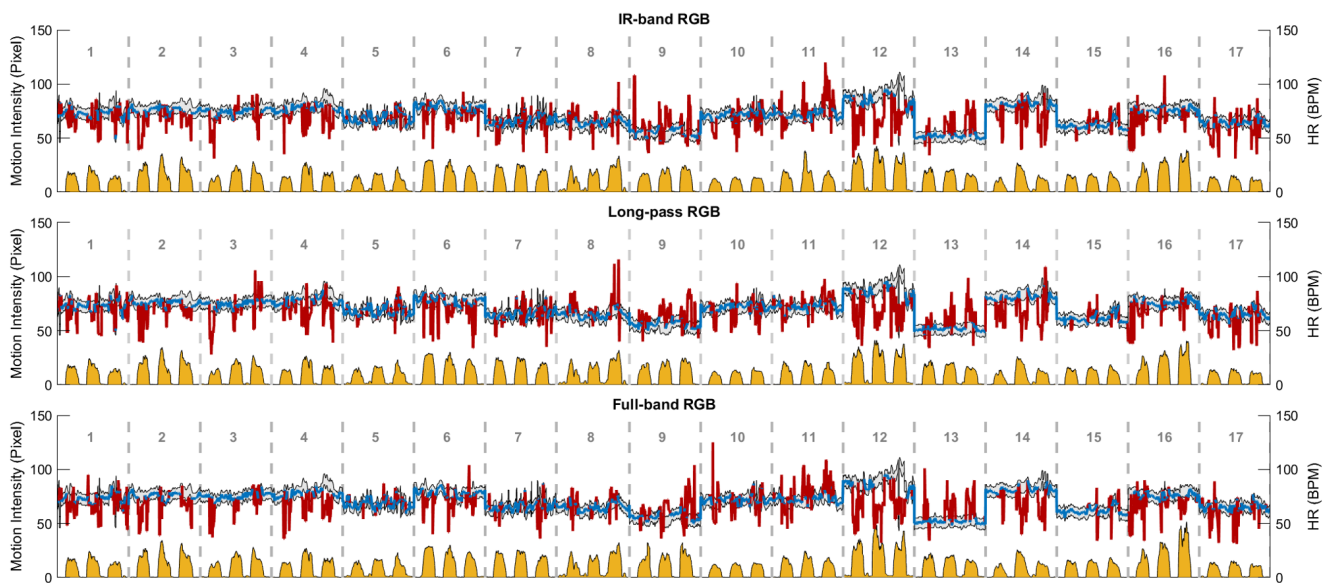 IR-band RGB
150 100 50 0
Motion Intensity (Pixel)
1 2 3 4 5 6 7 8 9 10 11 12 13 14 15 16 17
150 100 50 0
HR (BPM)
Long-pass RGB
150 100 50 0
Motion Intensity (Pixel)
1 2 3 4 5 6 7 8 9 10 11 12 13 14 15 16 17
150 100 50 0
HR (BPM)
Full-band RGB
150 100 50 0
Motion Intensity (Pixel)
1 2 3 4 5 6 7 8 9 10 11 12 13 14 15 16 17
150 100 50 0
HR (BPM)